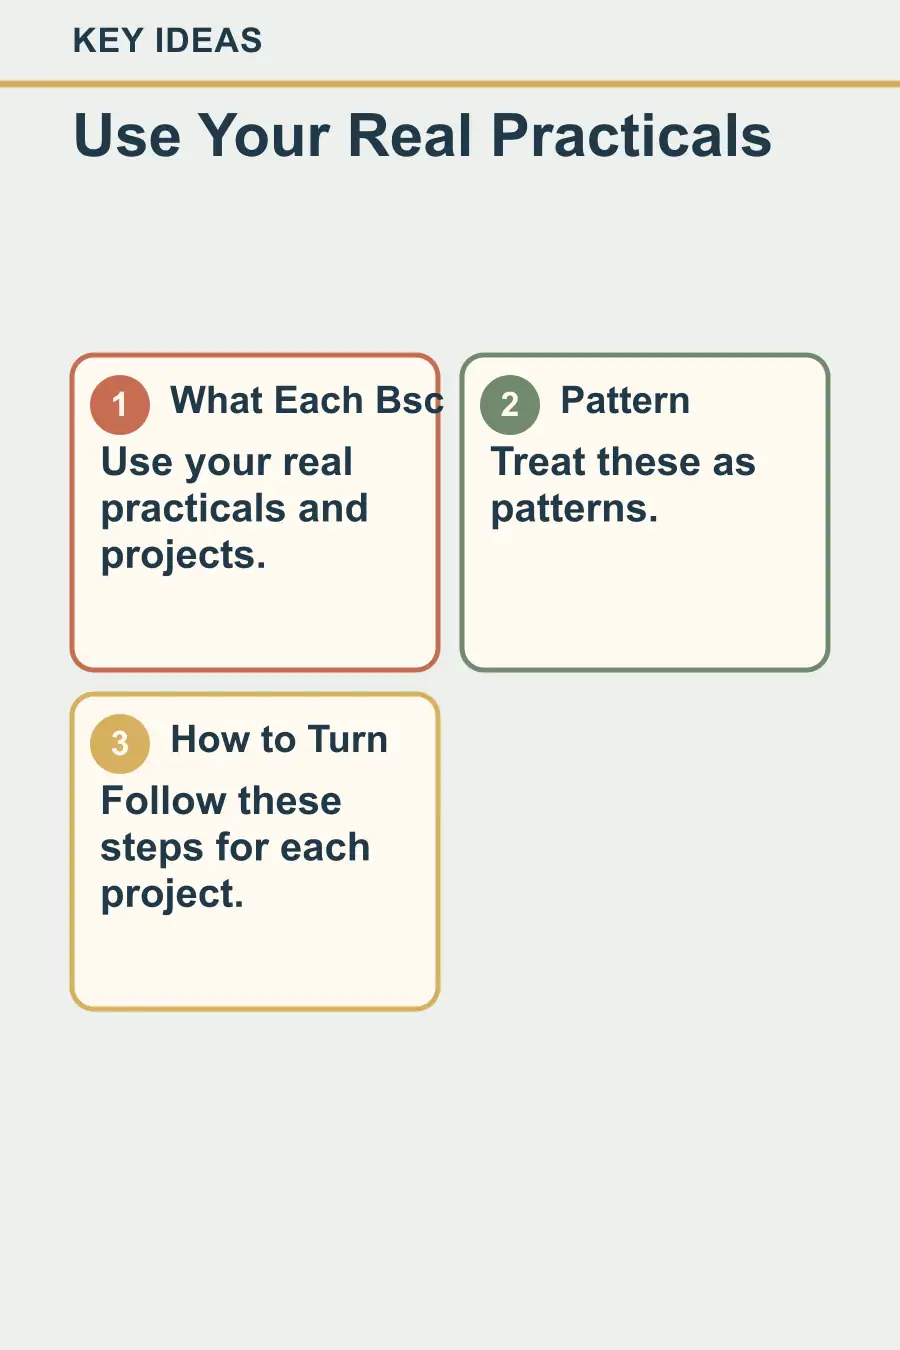 KEY IDEAS
Use Your Real Practicals
1 What Each Bsc
Use your real
practicals and
projects.
2 Pattern
Treat these as
patterns.
3 How to Turn
Follow these
steps for each
project.